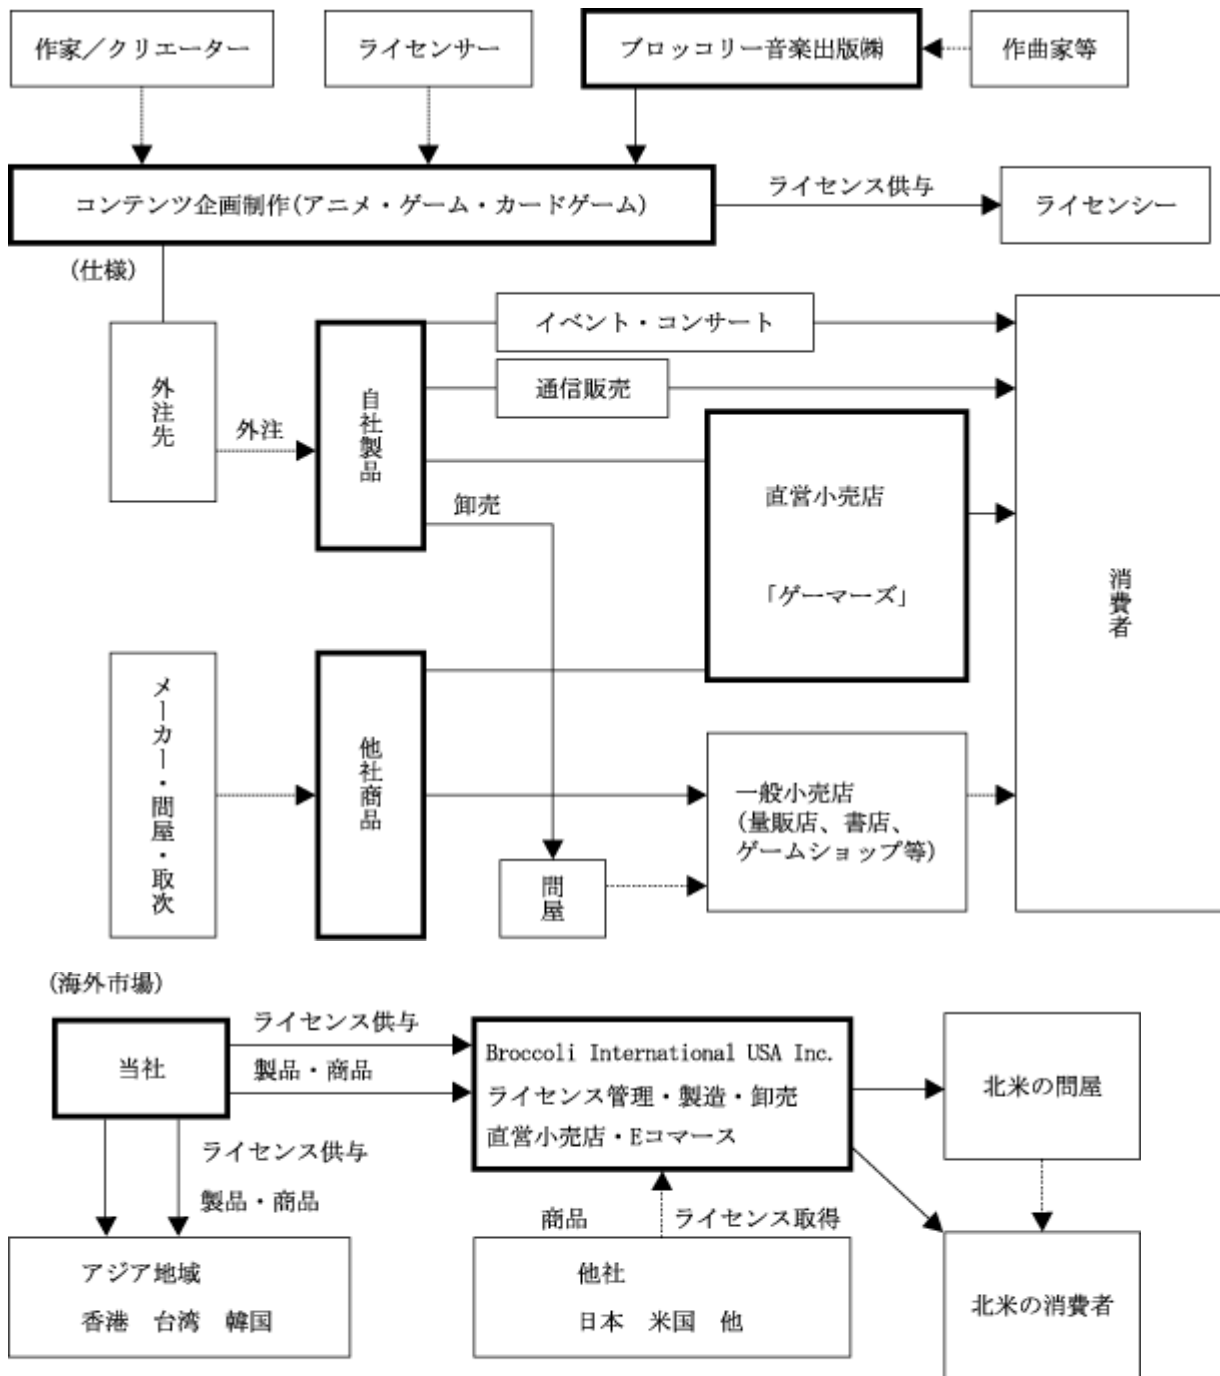 作家／クリエーター
ライセンサー
ブロッコリー音楽出版㈱
作曲家等
コンテンツ企画制作(アニメ・ゲーム・カードゲーム)
ライセンス供与
ライセンシー
(仕様)
外注先
外注
自社製品
イベント・コンサート
通信販売
卸売
直営小売店
「ゲーマーズ」
消費者
メーカー・問屋・取次
他社商品
問屋
一般小売店
(量販店、書店、
ゲームショップ等)
(海外市場)
当社
ライセンス供与
製品・商品
Broccoli International USA Inc.
ライセンス管理・製造・卸売
直営小売店・Eコマース
北米の問屋
ライセンス供与
製品・商品
商品
ライセンス取得
アジア地域
香港　台湾　韓国
他社
日本　米国　他
北米の消費者